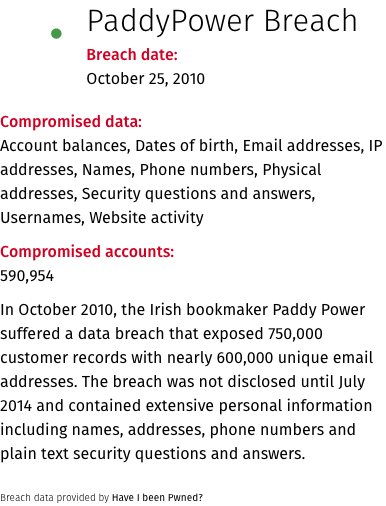 PaddyPower Breach
Breach date:
October 25, 2010
Compromised data:
Account balances, Dates of birth, Email addresses, IP
addresses, Names, Phone numbers, Physical
addresses, Security questions and answers,
Usernames, Website activity
Compromised accounts:
590,954
In October 2010, the Irish bookmaker Paddy Power
suffered a data breach that exposed 750,000
customer records with nearly 600,000 unique email
addresses. The breach was not disclosed until July
2014 and contained extensive personal information
including names, addresses, phone numbers and
plain text security questions and answers.
Breach data provided by Have I been Pwned?